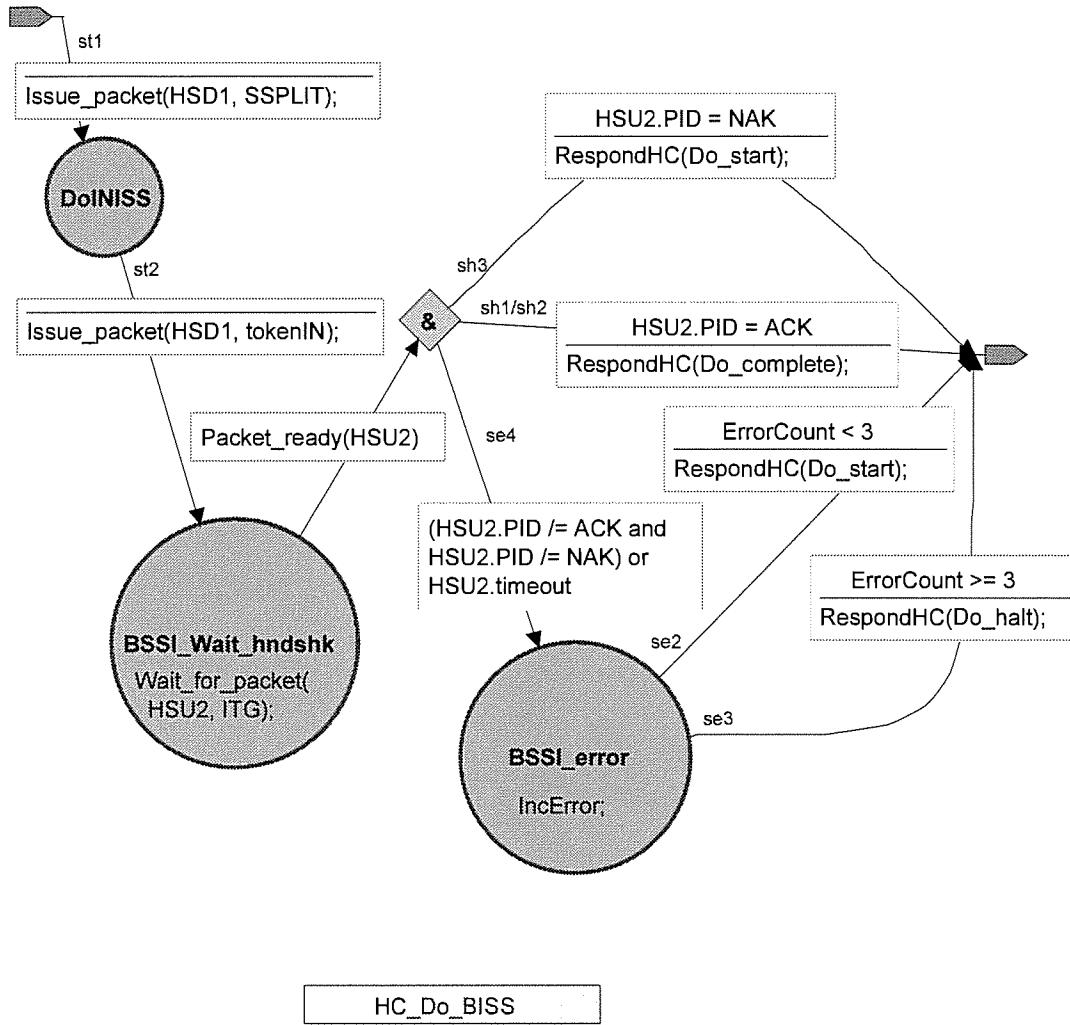 st1
Issue_packet(HSD1, SSPLIT);
DoINISS
st2
Issue_packet(HSD1, tokenIN);
HSU2.PID = NAK
RespondHC(Do_start);
sh3
&
sh1/sh2
HSU2.PID = ACK
RespondHC(Do_complete);
Packet_ready(HSU2)
se4
ErrorCount < 3
RespondHC(Do_start);
(HSU2.PID /= ACK and
HSU2.PID /= NAK) or
HSU2.timeout
ErrorCount >= 3
RespondHC(Do_halt);
BSSI_Wait_hndshk
Wait_for_packet(
HSU2, ITG);
se2
se3
BSSI_error
IncError;
HC_Do_BISS